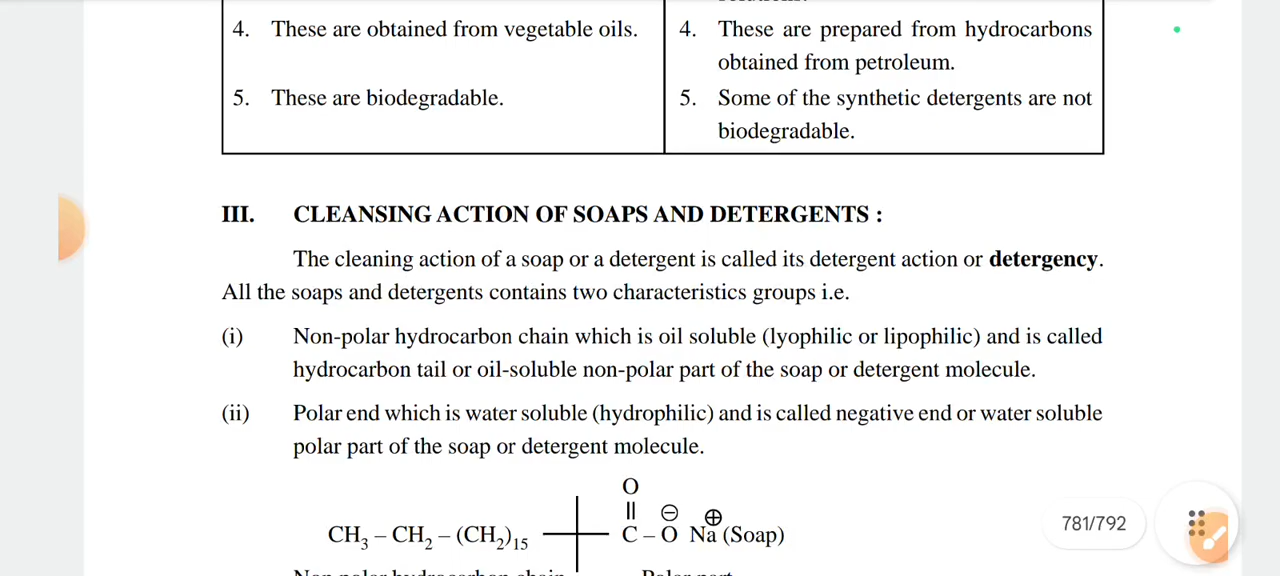 4. These are obtained from vegetable oils.
4. These are prepared from hydrocarbons
obtained from petroleum.
5. These are biodegradable.
5. Some of the synthetic detergents are not
biodegradable.
III. CLEANSING ACTION OF SOAPS AND DETERGENTS :
The cleaning action of a soap or a detergent is called its detergent action or detergency.
All the soaps and detergents contains two characteristics groups i.e.
(i) Non-polar hydrocarbon chain which is oil soluble (lyophilic or lipophilic) and is called
hydrocarbon tail or oil-soluble non-polar part of the soap or detergent molecule.
(ii) Polar end which is water soluble (hydrophilic) and is called negative end or water soluble
polar part of the soap or detergent molecule.
O
|| ⊖ ⊕
CH₃ – CH₂ – (CH₂)₁₅ C – O Na (Soap)
Non polar hydrocarbon chain Polar part
781/792